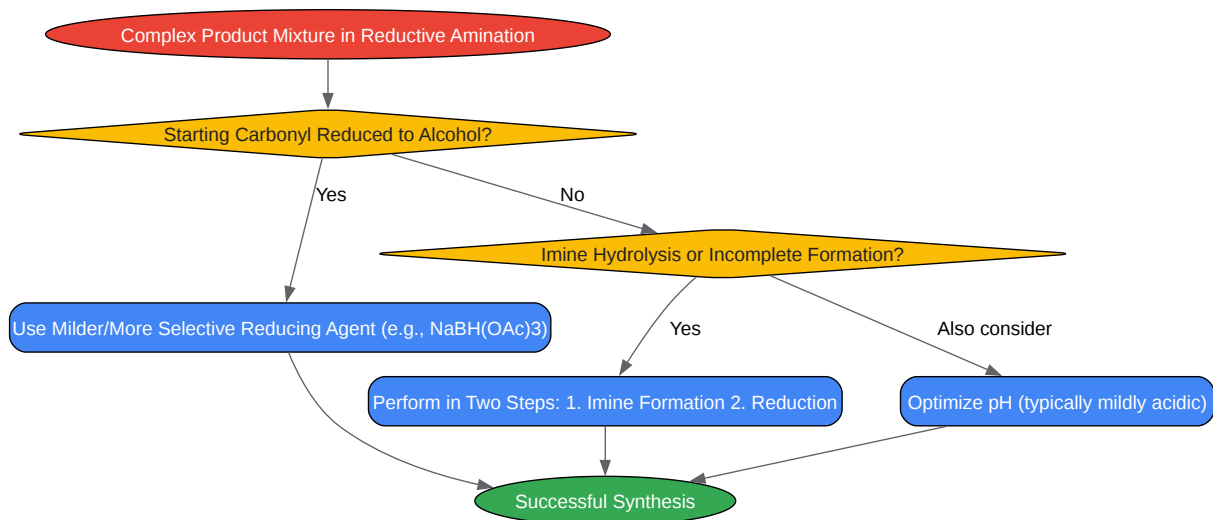 Complex Product Mixture in Reductive Amination
Starting Carbonyl Reduced to Alcohol?
Yes
No
Imine Hydrolysis or Incomplete Formation?
Use Milder/More Selective Reducing Agent (e.g., NaBH(OAc)3)
Yes
Also consider
Perform in Two Steps: 1. Imine Formation 2. Reduction
Optimize pH (typically mildly acidic)
Successful Synthesis